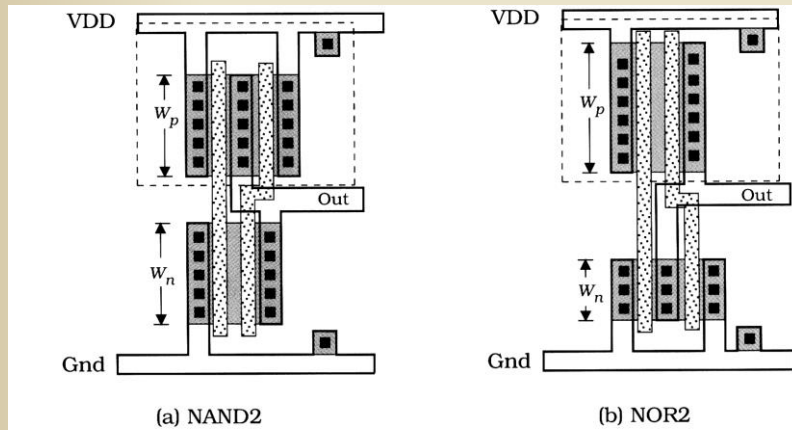 VDD
Wp
Wn
Out
Gnd
(a) NAND2
VDD
Wp
Wn
Out
Gnd
(b) NOR2